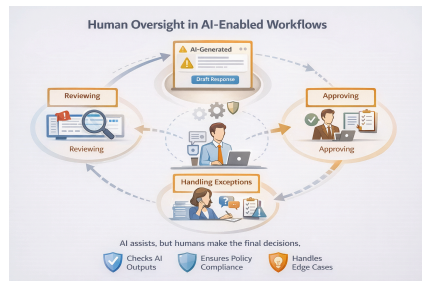 Human Oversight in AI-Enabled Workflows
AI-Generated
Draft Response
Reviewing
Reviewing
Approving
Approving
Handling Exceptions
AI assists, but humans make the final decisions.
Checks AI
Outputs
Ensures Policy
Compliance
Handles
Edge Cases